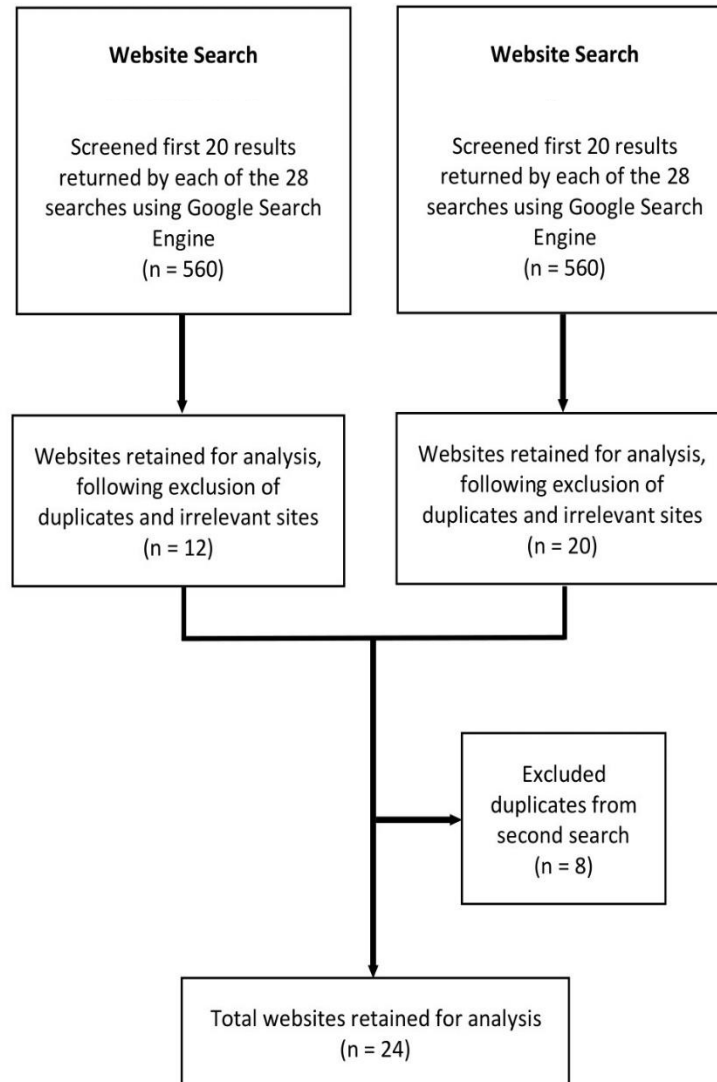 Website Search
Screened first 20 results
returned by each of the 28
searches using Google Search
Engine
(n = 560)
Website Search
Screened first 20 results
returned by each of the 28
searches using Google Search
Engine
(n = 560)
Websites retained for analysis,
following exclusion of
duplicates and irrelevant sites
(n = 12)
Websites retained for analysis,
following exclusion of
duplicates and irrelevant sites
(n = 20)
Excluded
duplicates from
second search
(n = 8)
Total websites retained for analysis
(n = 24)